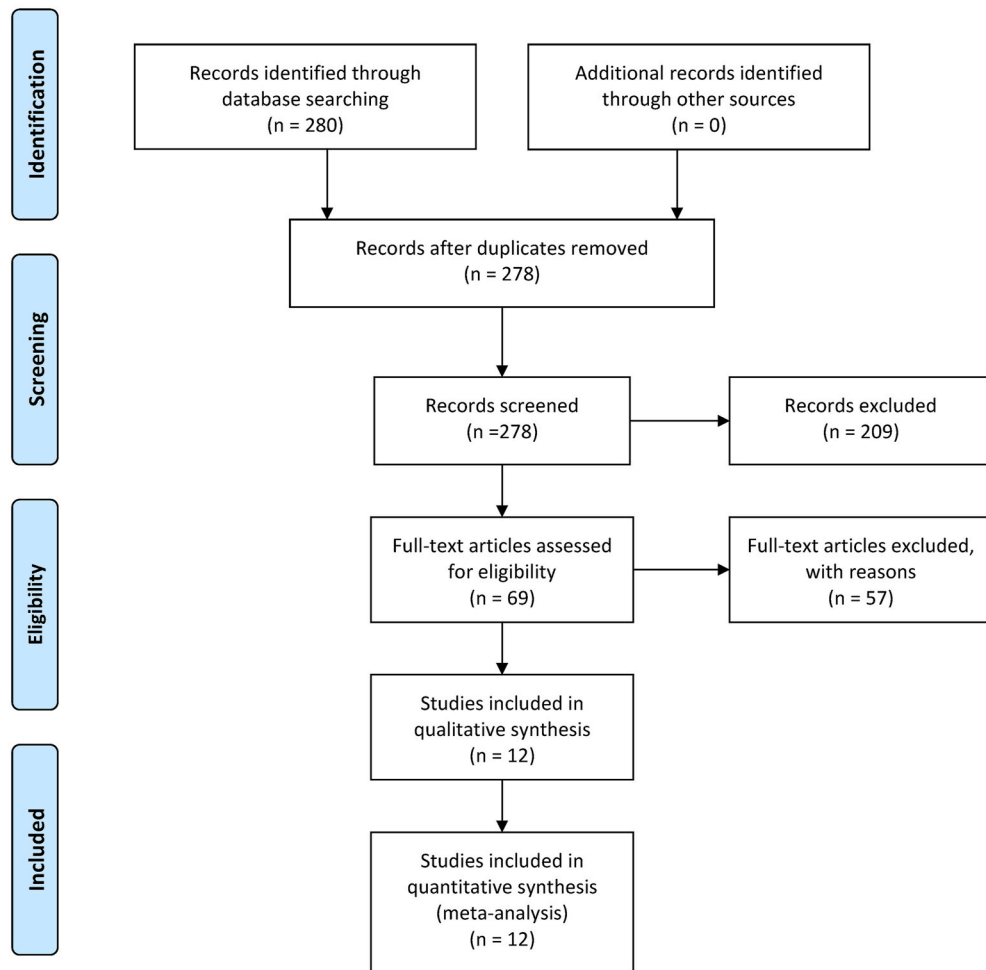 Identification
Records identified through
database searching
(n = 280)
Additional records identified
through other sources
(n = 0)
Records after duplicates removed
(n = 278)
Screening
Records screened
(n =278)
Records excluded
(n = 209)
Eligibility
Full-text articles assessed
for eligibility
(n = 69)
Full-text articles excluded,
with reasons
(n = 57)
Studies included in
qualitative synthesis
(n = 12)
Included
Studies included in
quantitative synthesis
(meta-analysis)
(n = 12)